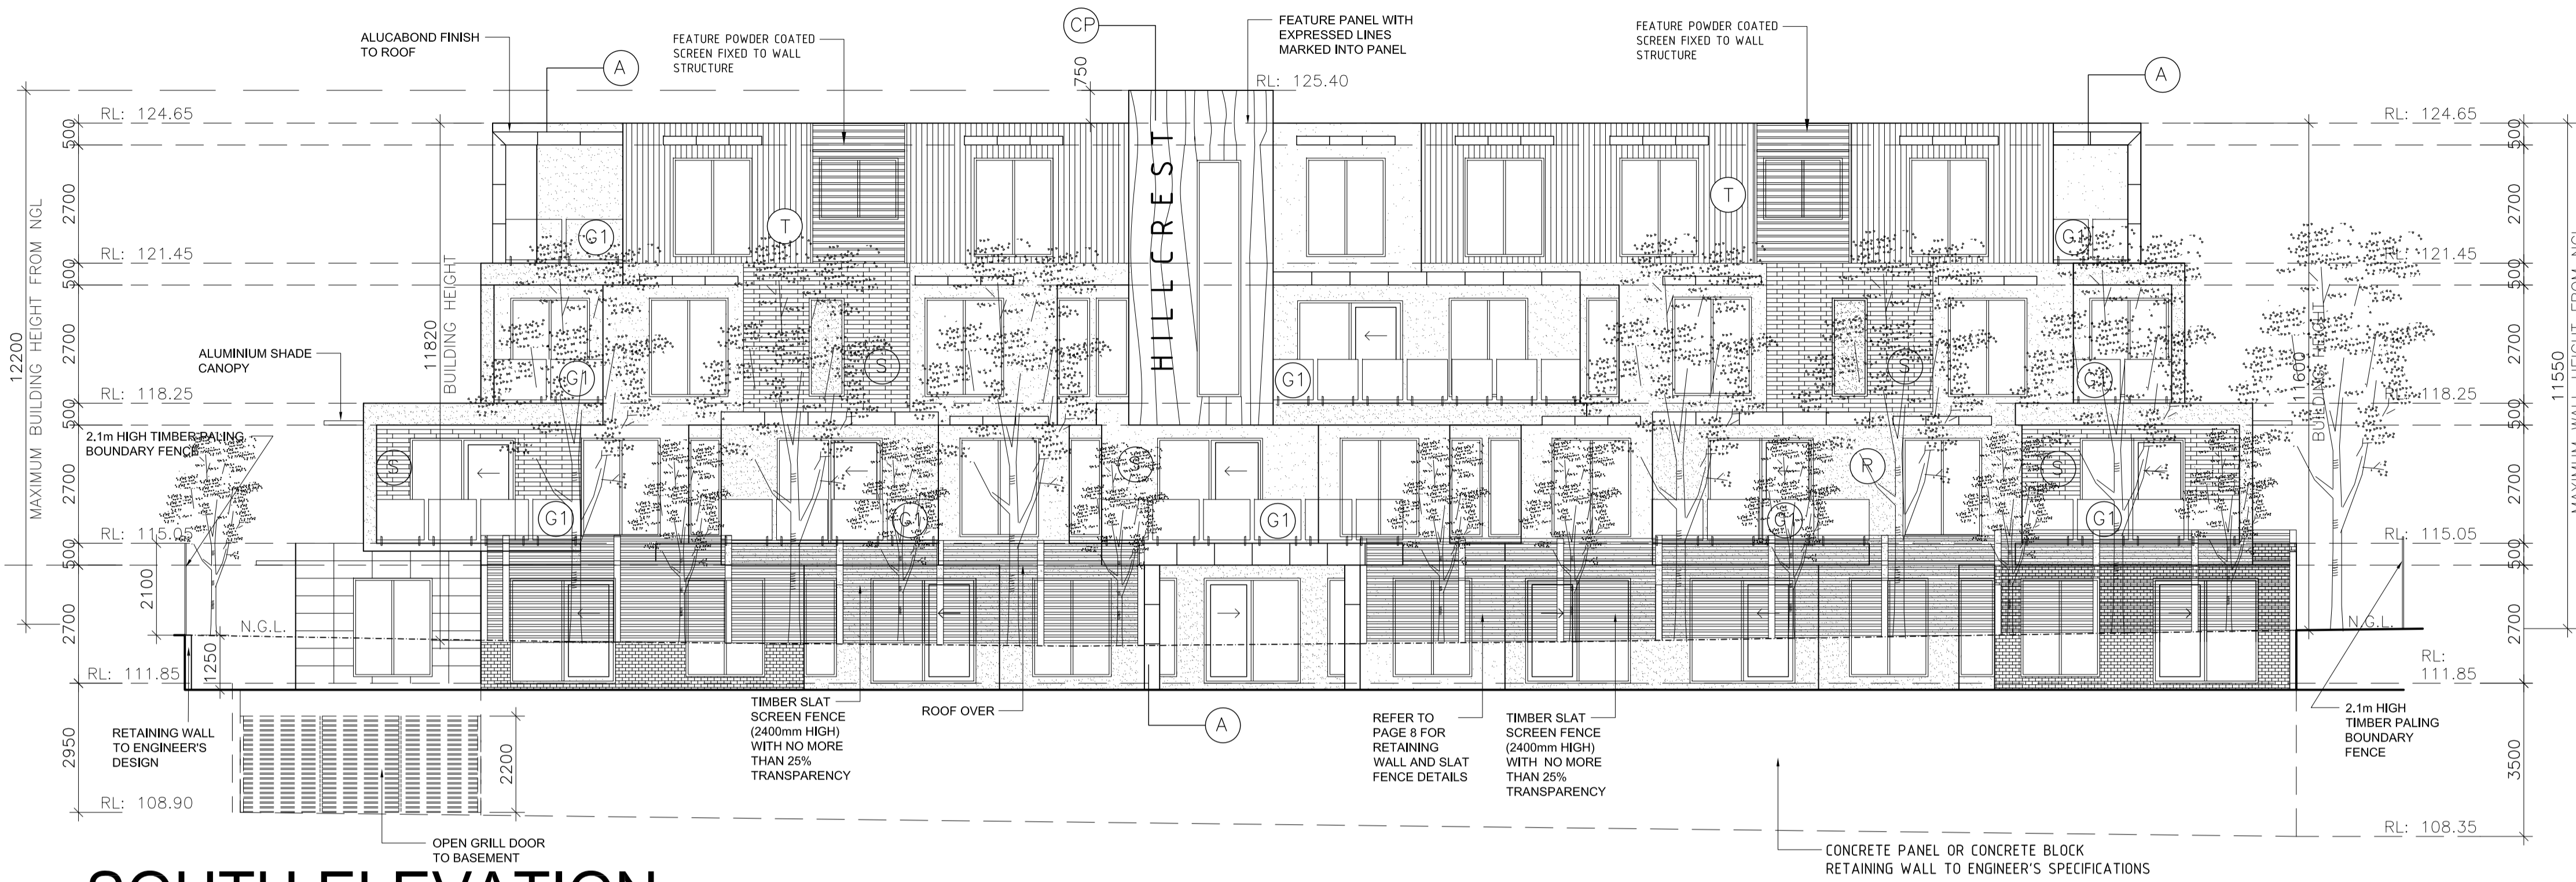 ALUCABOND FINISH
TO ROOF
A
FEATURE POWDER COATED
SCREEN FIXED TO WALL
STRUCTURE
CP
750
FEATURE PANEL WITH
EXPRESSED LINES
MARKED INTO PANEL
RL: 125.40
FEATURE POWDER COATED
SCREEN FIXED TO WALL
STRUCTURE
A
12200
MAXIMUM BUILDING HEIGHT FROM NGL
RL: 124.65
500
2700
RL: 121.45
500
2700
RL: 118.25
500
2700
RL: 115.05
500
2700
RL: 111.85
2950
RL: 108.90
11820
BUILDING HEIGHT
ALUMINIUM SHADE
CANOPY
2.1m HIGH TIMBER PALING
BOUNDARY FENCE
2100
N.G.L.
1250
HILLCREST
G1
T
T
G1
G1
S
G1
S
G1
S
G1
G1
S
G1
R
G1
S
G1
RL: 124.65
500
2700
RL: 121.45
500
2700
RL: 118.25
500
2700
RL: 115.05
500
2700
RL:
111.85
3500
RL: 108.35
11600
BUILDING HEIGHT
11550
N.G.L.
RETAINING WALL
TO ENGINEER'S
DESIGN
2200
OPEN GRILL DOOR
TO BASEMENT
TIMBER SLAT
SCREEN FENCE
(2400mm HIGH)
WITH NO MORE
THAN 25%
TRANSPARENCY
ROOF OVER
A
REFER TO
PAGE 8 FOR
RETAINING
WALL AND SLAT
FENCE DETAILS
TIMBER SLAT
SCREEN FENCE
(2400mm HIGH)
WITH NO MORE
THAN 25%
TRANSPARENCY
2.1m HIGH
TIMBER PALING
BOUNDARY
FENCE
CONCRETE PANEL OR CONCRETE BLOCK
RETAINING WALL TO ENGINEER'S SPECIFICATIONS
SOUTH ELEVATION